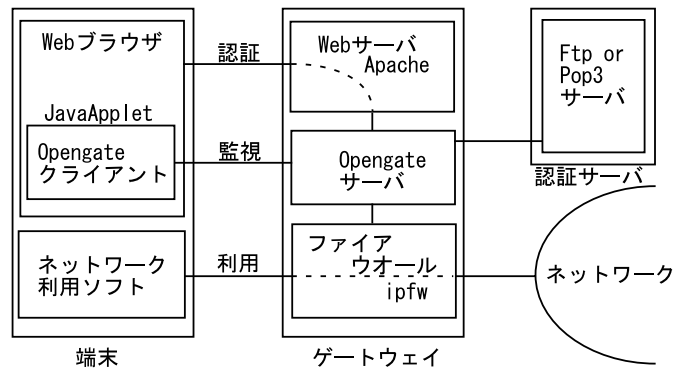 Webブラウザ
JavaApplet
Opengate
クライアント
ネットワーク
利用ソフト
端末
認証
監視
利用
Webサーバ
Apache
Opengate
サーバ
ファイア
ウオール
ipfw
ゲートウェイ
Ftp or
Pop3
サーバ
認証サーバ
ネットワーク